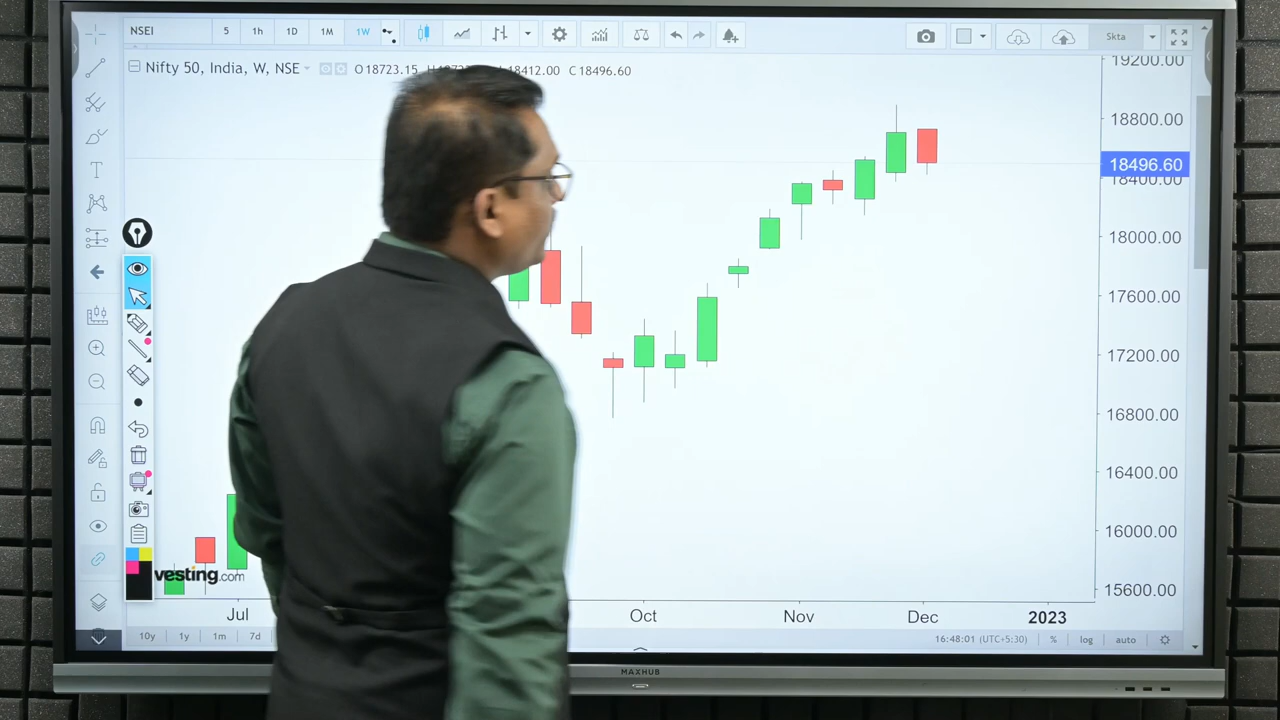 NSEI 5 1h 1D 1M 1W Skta
Nifty 50, India, W, NSE O18723.15 18412.00 C18496.60
19200.00
18800.00
18496.60
18400.00
18000.00
17600.00
17200.00
16800.00
16400.00
16000.00
15600.00
T
vesting.com
Jul Oct Nov Dec 2023
10y 1y 1m 7d 16:48:01 (UTC+5:30) % log auto
MAXHUB